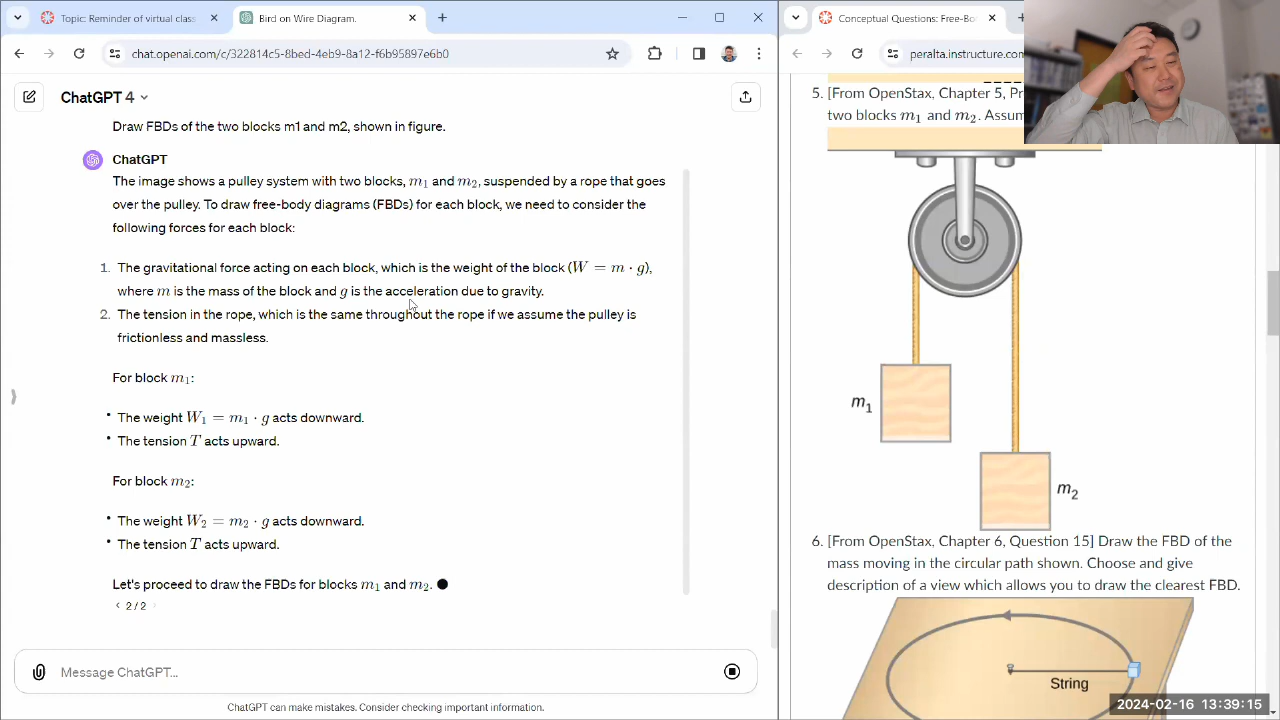 Topic: Reminder of virtual class
Bird on Wire Diagram.
chat.openai.com/c/322814c5-8bed-4eb9-8a12-f6b95897e6b0
ChatGPT 4
Draw FBDs of the two blocks m1 and m2, shown in figure.
ChatGPT
The image shows a pulley system with two blocks, m₁ and m₂, suspended by a rope that goes
over the pulley. To draw free-body diagrams (FBDs) for each block, we need to consider the
following forces for each block:
1. The gravitational force acting on each block, which is the weight of the block (W = m · g),
where m is the mass of the block and g is the acceleration due to gravity.
2. The tension in the rope, which is the same throughout the rope if we assume the pulley is
frictionless and massless.
For block m₁:
• The weight W₁ = m₁ · g acts downward.
• The tension T acts upward.
For block m₂:
• The weight W₂ = m₂ · g acts downward.
• The tension T acts upward.
Let's proceed to draw the FBDs for blocks m₁ and m₂.
2 / 2
Message ChatGPT...
ChatGPT can make mistakes. Consider checking important information.
Conceptual Questions: Free-Bo
peralta.instructure.com
5. [From OpenStax, Chapter 5, Pr
two blocks m₁ and m₂. Assum
m₁
m₂
6. [From OpenStax, Chapter 6, Question 15] Draw the FBD of the
mass moving in the circular path shown. Choose and give
description of a view which allows you to draw the clearest FBD.
String
2024-02-16 13:39:15